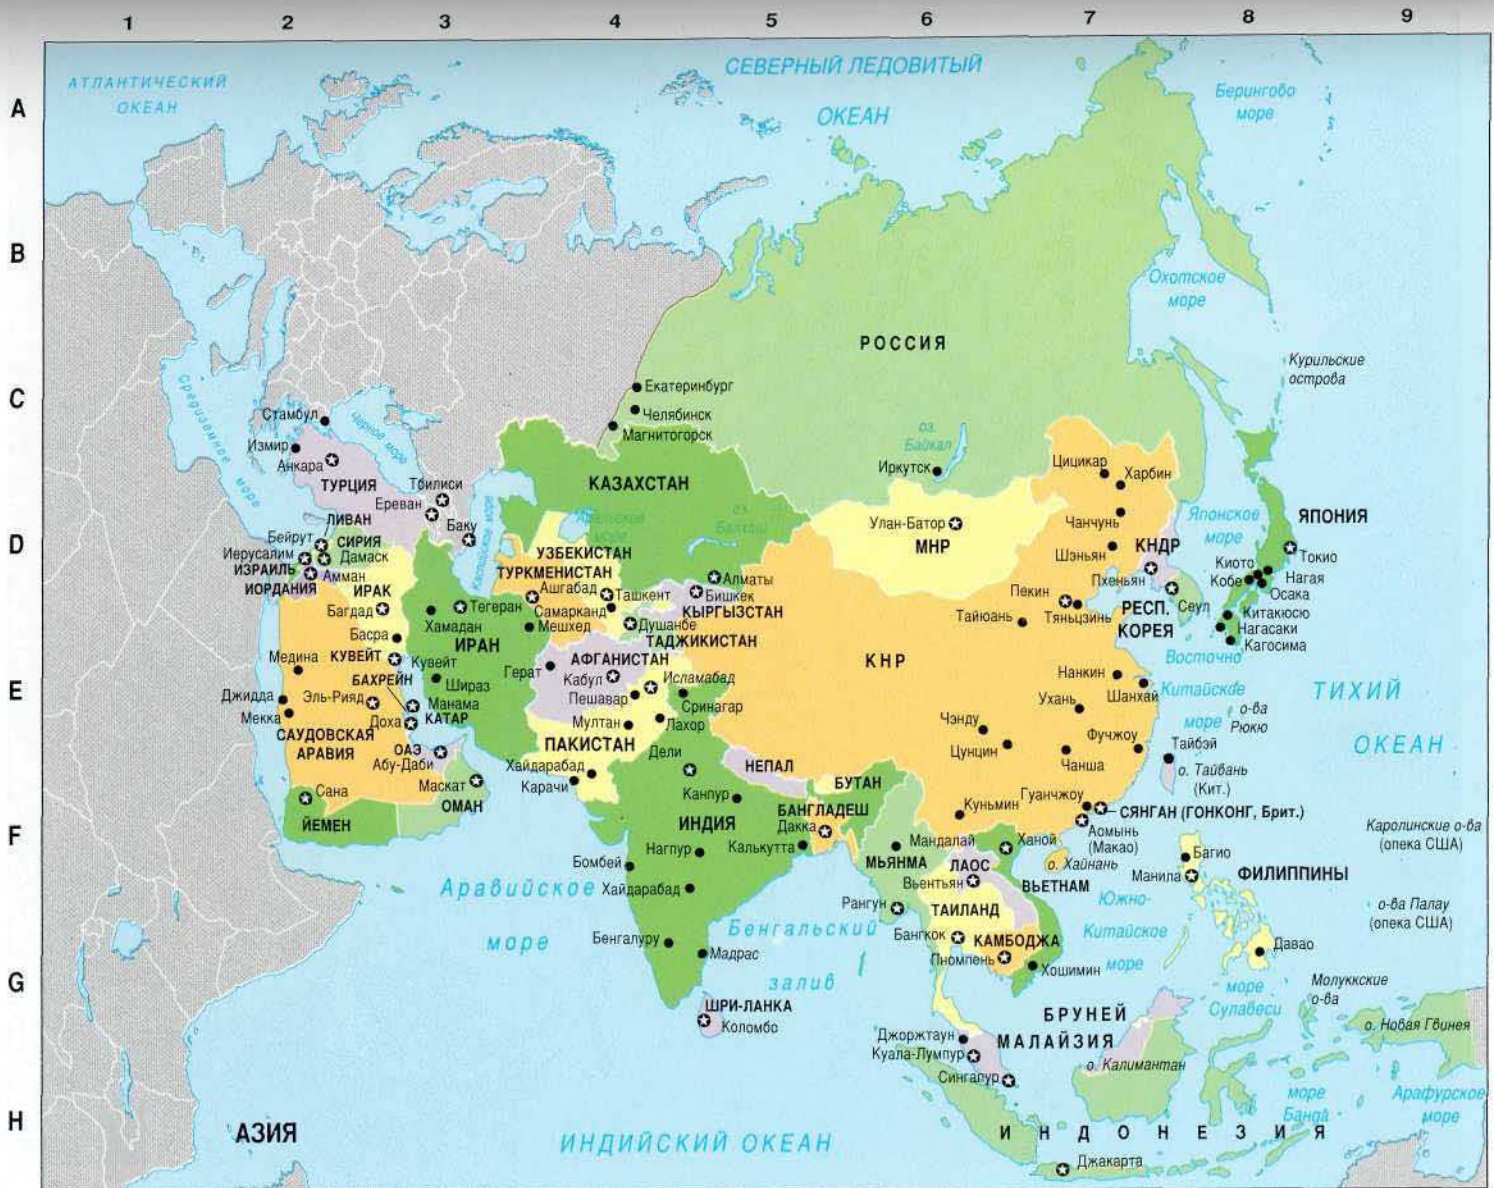 1 2 3 4 5 6 7 8 9
A
B
C
D
E
F
G
H
АТЛАНТИЧЕСКИЙ
ОКЕАН
СЕВЕРНЫЙ ЛЕДОВИТЫЙ
ОКЕАН
Берингово
море
Охотское
море
РОССИЯ
Курильские
острова
Екатеринбург
Челябинск
Магнитогорск
оз.
Байкал
Иркутск
Средиземное море
Черное море
Стамбул
Измир
Анкара
ТУРЦИЯ
Тбилиси
Ереван
Баку
Каспийское море
КАЗАХСТАН
Аральское
море
оз.
Балхаш
Цицикар
Харбин
Чанчунь
Шэньян
Улан-Батор
МНР
КНДР
Пхеньян
Японское
море
ЯПОНИЯ
Токио
Киото
Кобе
Нагая
Осака
Китакюсю
Нагасаки
Кагосима
ЛИВАН
Бейрут
СИРИЯ
Иерусалим
Дамаск
ИЗРАИЛЬ
Амман
ИОРДАНИЯ
ИРАК
Багдад
Басра
УЗБЕКИСТАН
ТУРКМЕНИСТАН
Ашгабад
Ташкент
Самарканд
Алматы
Бишкек
КЫРГЫЗСТАН
Душанбе
ТАДЖИКИСТАН
Тегеран
Хамадан
Мешхед
ИРАН
Шираз
Пекин
Тяньцзинь
Тайюань
РЕСП.
КОРЕЯ
Сеул
КНР
Восточно
Китайское
море
о-ва
Рюкю
ТИХИЙ
ОКЕАН
Медина
КУВЕЙТ
Кувейт
БАХРЕЙН
Джидда
Эль-Рияд
Манама
Мекка
Доха
КАТАР
САУДОВСКАЯ
АРАВИЯ
ОАЭ
Абу-Даби
Маскат
ОМАН
Сана
ЙЕМЕН
АФГАНИСТАН
Герат
Кабул
Исламабад
Пешавар
Сринагар
Мултан
Лахор
ПАКИСТАН
Дели
Хайдарабад
Карачи
НЕПАЛ
БУТАН
Канпур
БАНГЛАДЕШ
ИНДИЯ
Дакка
Нагпур
Калькутта
Бомбей
Хайдарабад
Бенгалуру
Мадрас
Нанкин
Шанхай
Ухань
Чэнду
Цунцин
Фучжоу
Чанша
Тайбэй
о. Тайвань
(Кит.)
Гуанчжоу
Куньмин
СЯНГАН (ГОНКОНГ, Брит.)
Аомынь
(Макао)
о. Хайнань
Мандалай
Ханой
МЬЯНМА
ЛАОС
Вьентьян
ВЬЕТНАМ
Рангун
ТАИЛАНД
Бангкок
КАМБОДЖА
Пномпень
Хошимин
Аравийское
море
Бенгальский
залив
Южно-
Китайское
море
Багио
Манила
ФИЛИППИНЫ
Давао
Каролинские о-ва
(опека США)
о-ва Палау
(опека США)
ШРИ-ЛАНКА
Коломбо
Джоржтаун
Куала-Лумпур
Сингапур
БРУНЕЙ
МАЛАЙЗИЯ
о. Калимантан
море
Сулавеси
Молуккские
о-ва
о. Новая Гвинея
море
Банда
Арафурское
море
АЗИЯ
ИНДИЙСКИЙ ОКЕАН
ИНДОНЕЗИЯ
Джакарта